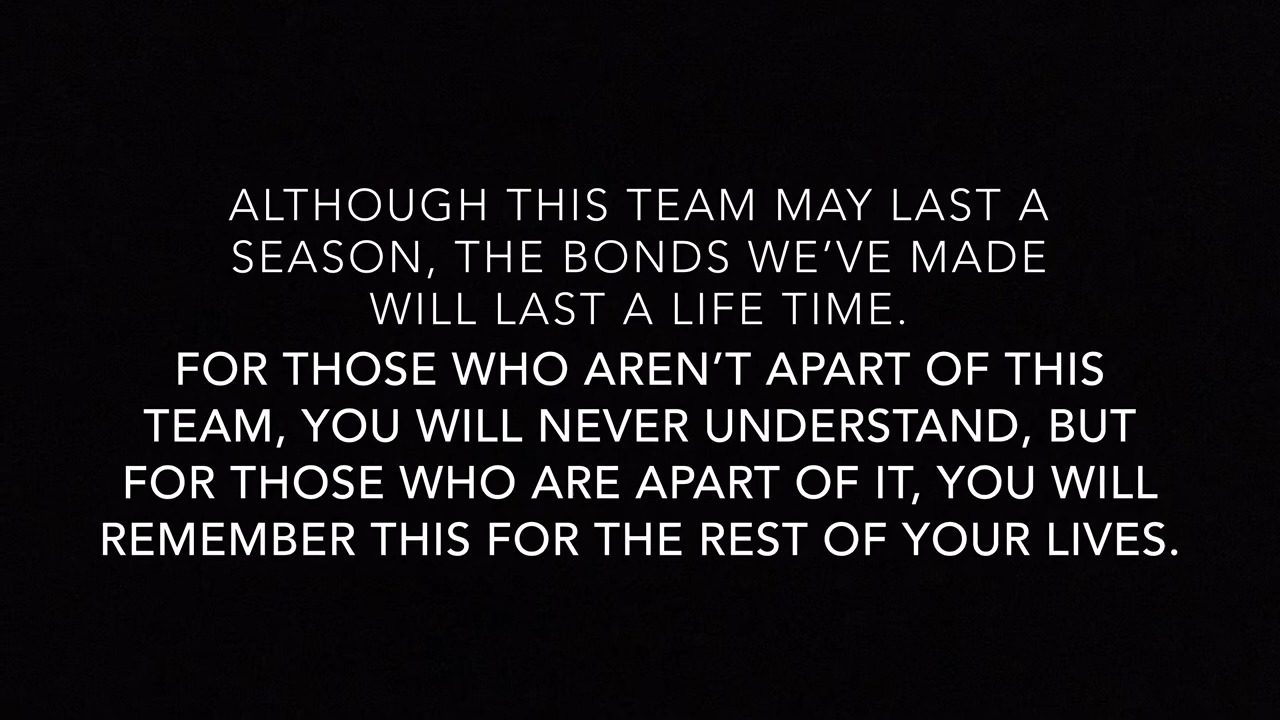 ALTHOUGH THIS TEAM MAY LAST A
SEASON, THE BONDS WE’VE MADE
WILL LAST A LIFE TIME.
FOR THOSE WHO AREN’T APART OF THIS
TEAM, YOU WILL NEVER UNDERSTAND, BUT
FOR THOSE WHO ARE APART OF IT, YOU WILL
REMEMBER THIS FOR THE REST OF YOUR LIVES.